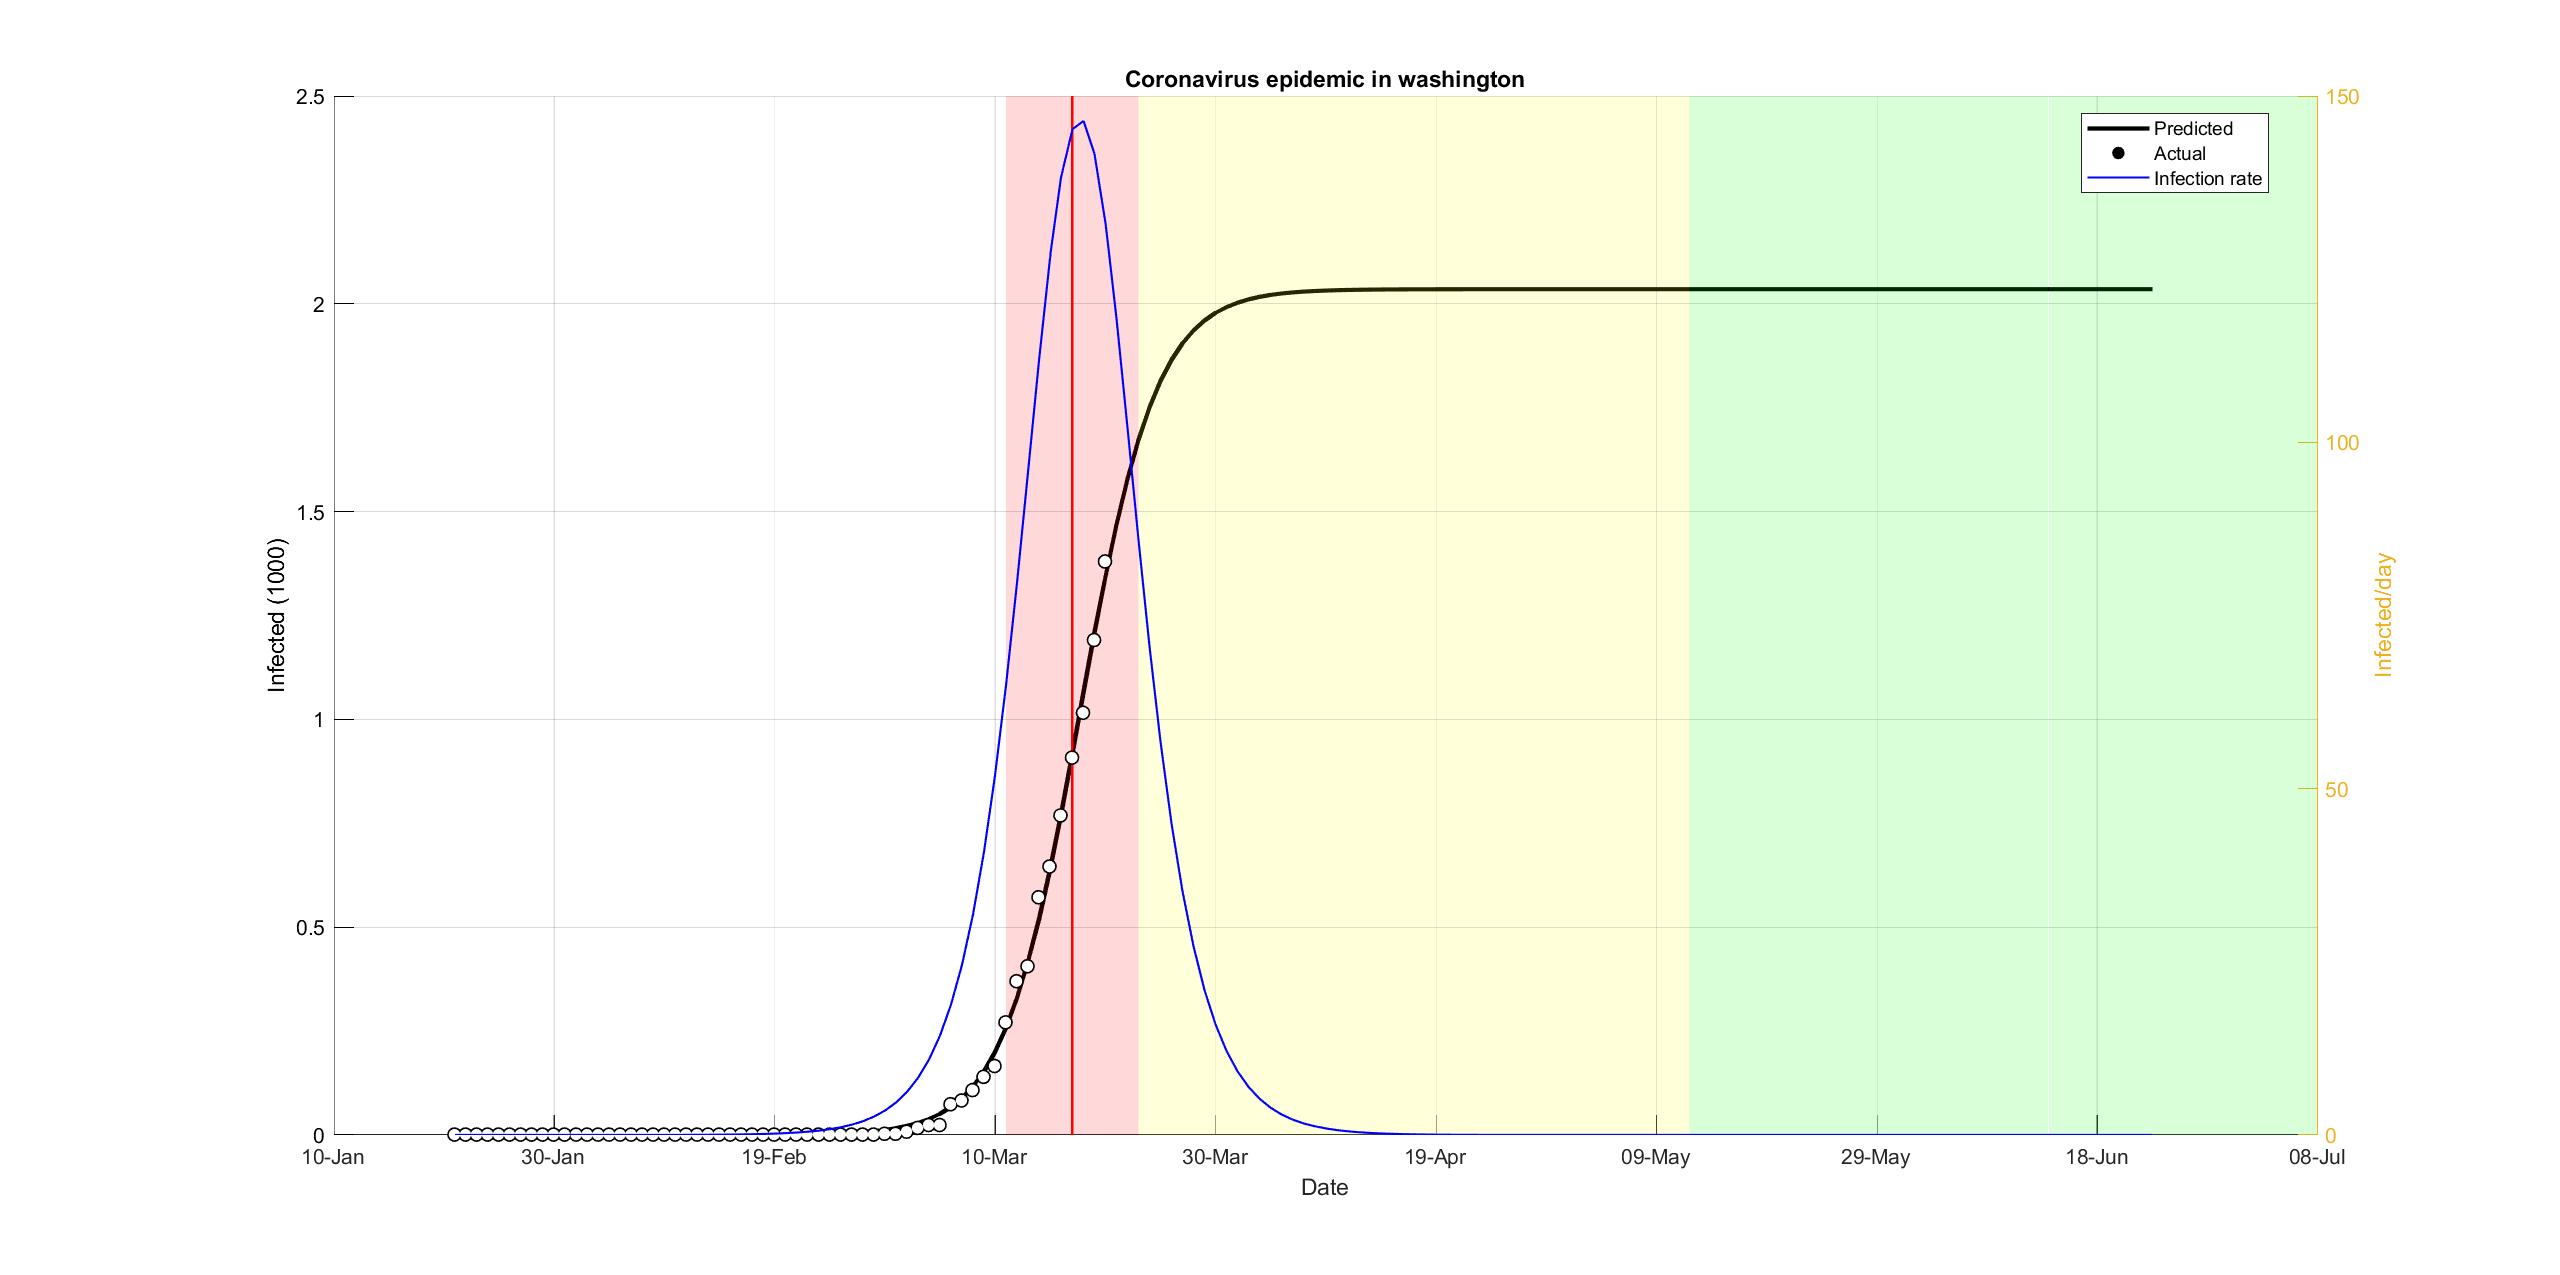 Coronavirus epidemic in washington
2.5
2
1.5
1
0.5
0
Infected (1000)
150
100
50
0
Infected/day
Predicted
Actual
Infection rate
10-Jan 30-Jan 19-Feb 10-Mar 30-Mar 19-Apr 09-May 29-May 18-Jun 08-Jul
Date